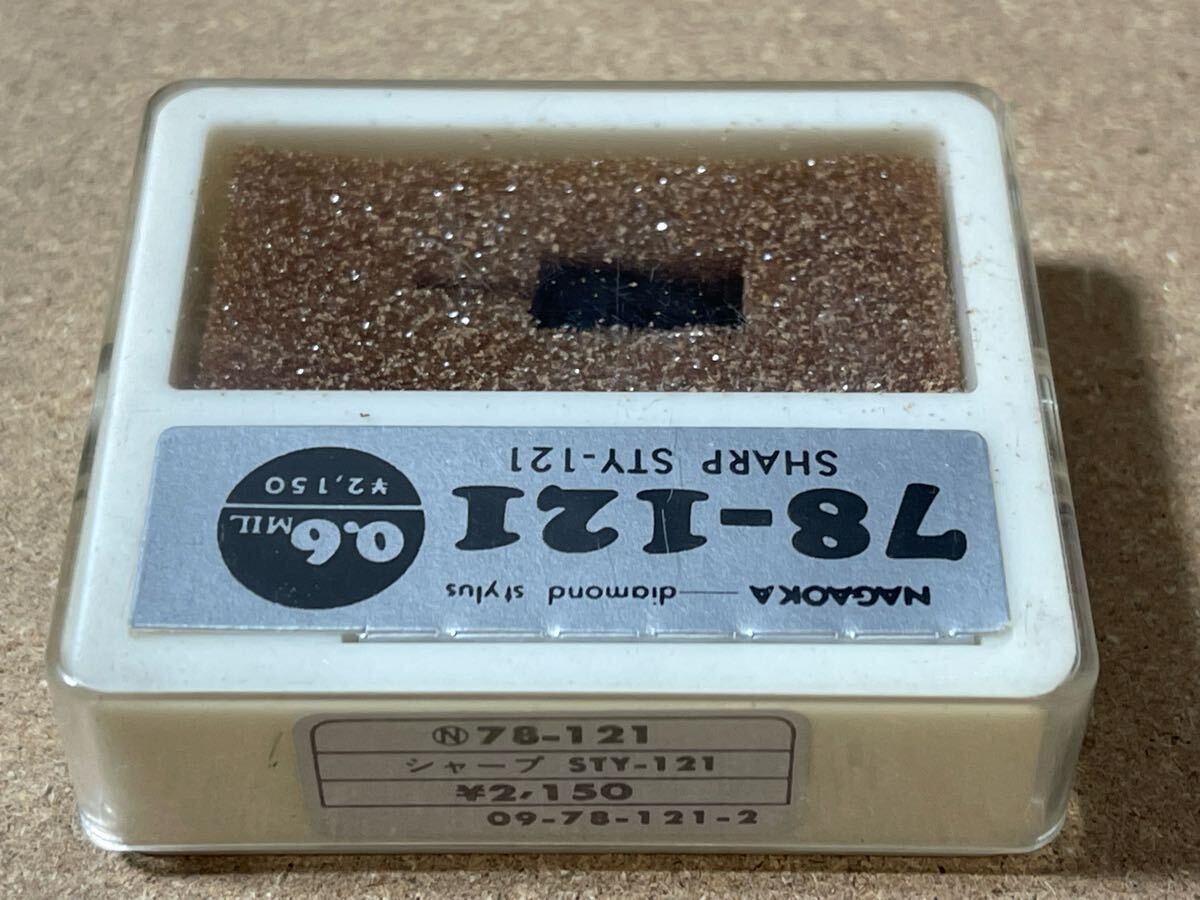 NAGAOKA — diamond stylus
78-121
SHARP STY-121
0.6 MIL
¥2,150
Ⓝ78-121
シャープ STY-121
¥2,150
09-78-121-2